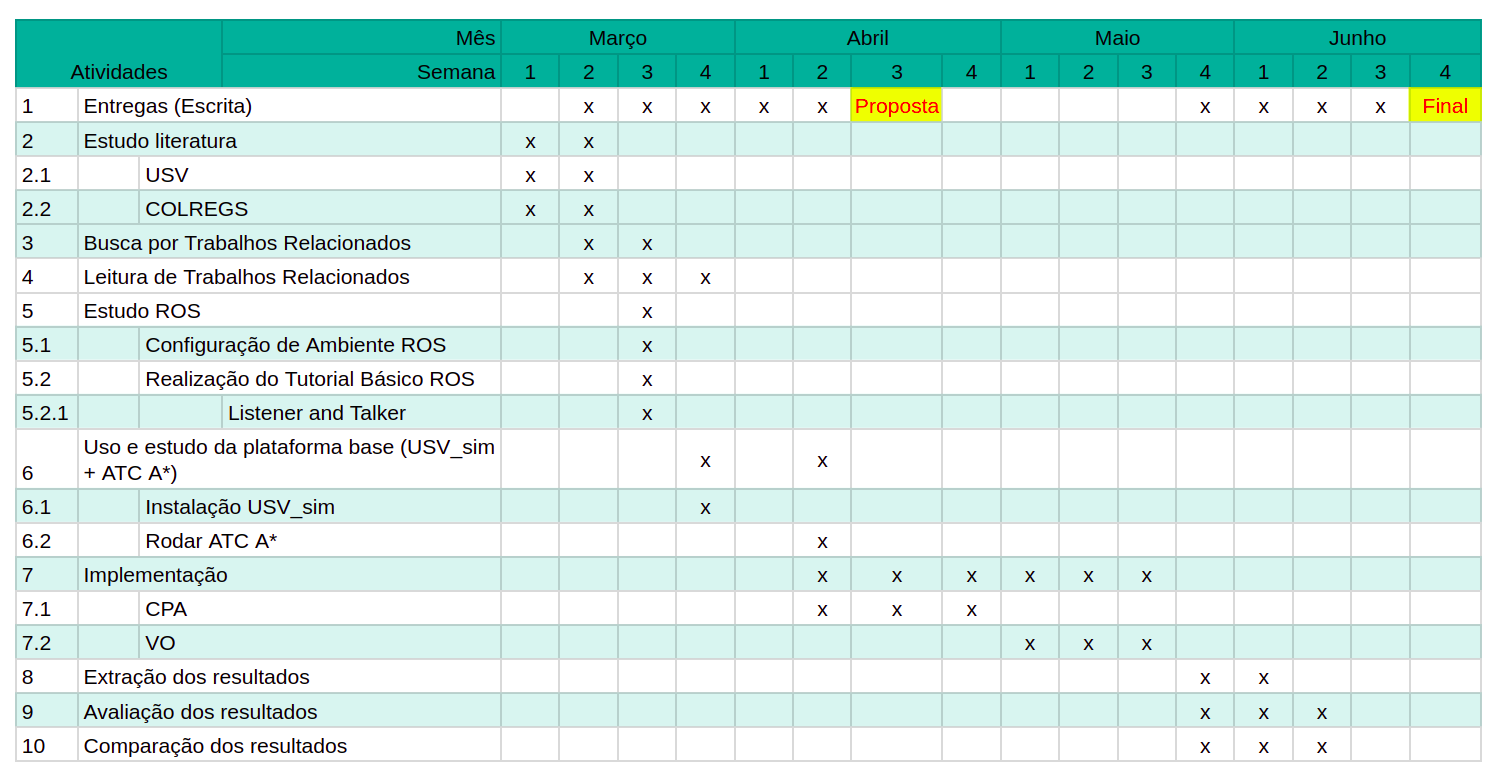 Mês Março Abril Maio Junho
Atividades Semana 1 2 3 4 1 2 3 4 1 2 3 4 1 2 3 4
1 Entregas (Escrita) x x x x x Proposta x x x x Final
2 Estudo literatura x x
2.1 USV x x
2.2 COLREGS x x
3 Busca por Trabalhos Relacionados x x
4 Leitura de Trabalhos Relacionados x x x
5 Estudo ROS x
5.1 Configuração de Ambiente ROS x
5.2 Realização do Tutorial Básico ROS x
5.2.1 Listener and Talker x
Uso e estudo da plataforma base (USV_sim
6 + ATC A*) x x
6.1 Instalação USV_sim x
6.2 Rodar ATC A* x
7 Implementação x x x x x x
7.1 CPA x x x
7.2 VO x x x
8 Extração dos resultados x x
9 Avaliação dos resultados x x x
10 Comparação dos resultados x x x